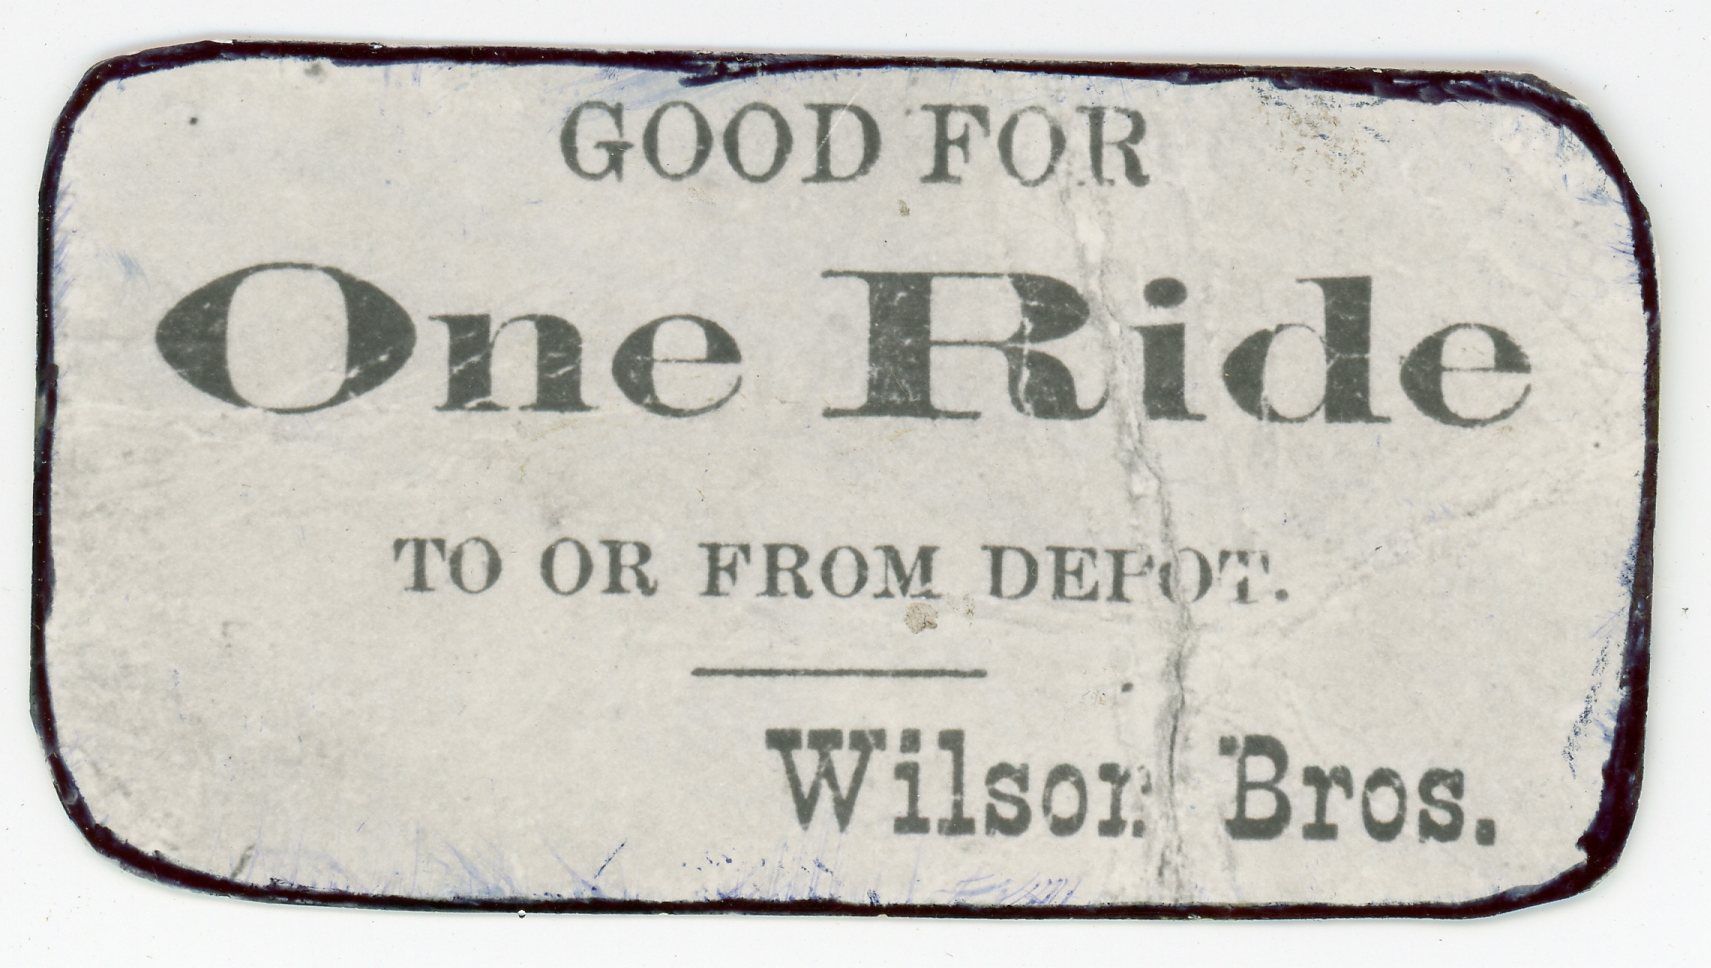 GOOD FOR
One Ride
TO OR FROM DEPOT.
Wilson Bros.